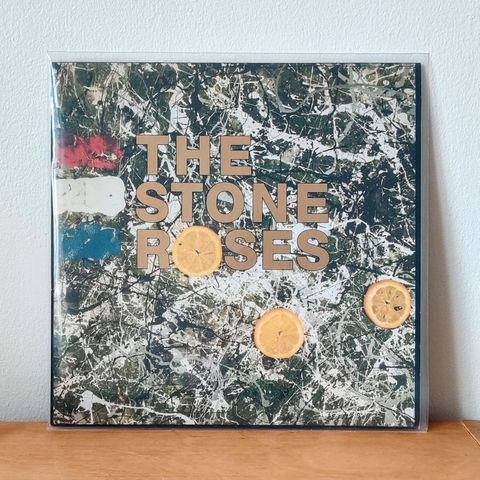 THE
STONE
ROSES